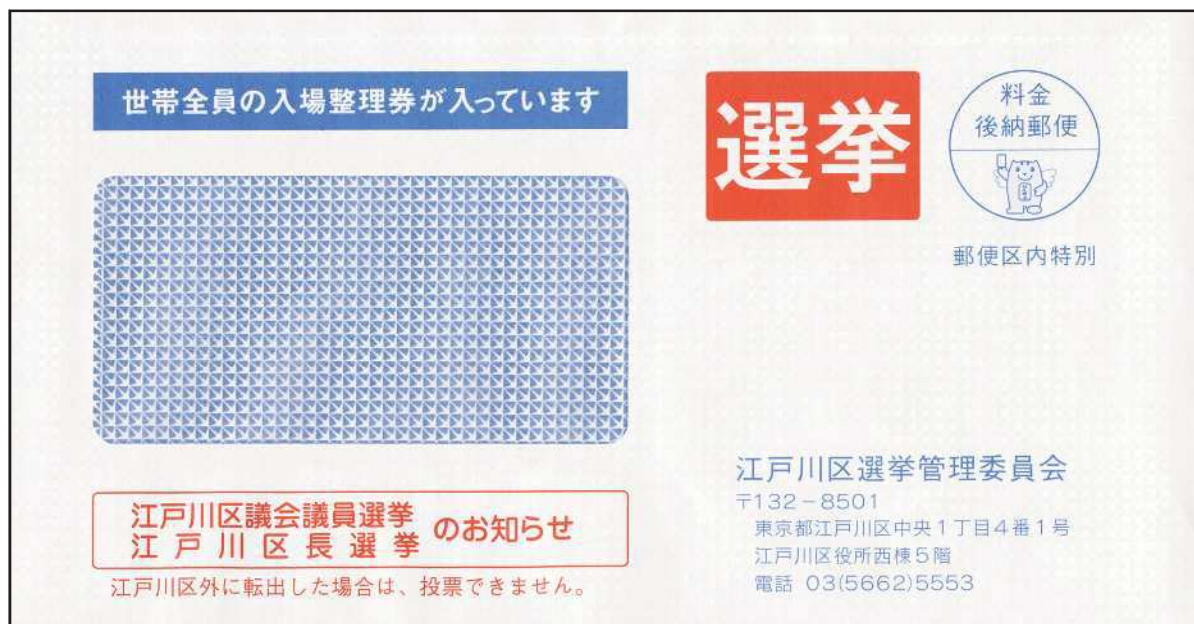 世帯全員の入場整理券が入っています
選挙
料金
後納郵便
郵便区内特別
江戸川区選挙管理委員会
〒132-8501
東京都江戸川区中央1丁目4番1号
江戸川区役所西棟5階
電話 03(5662)5553
江戸川区議会議員選挙
江戸川区長選挙
のお知らせ
江戸川区外に転出した場合は、投票できません。